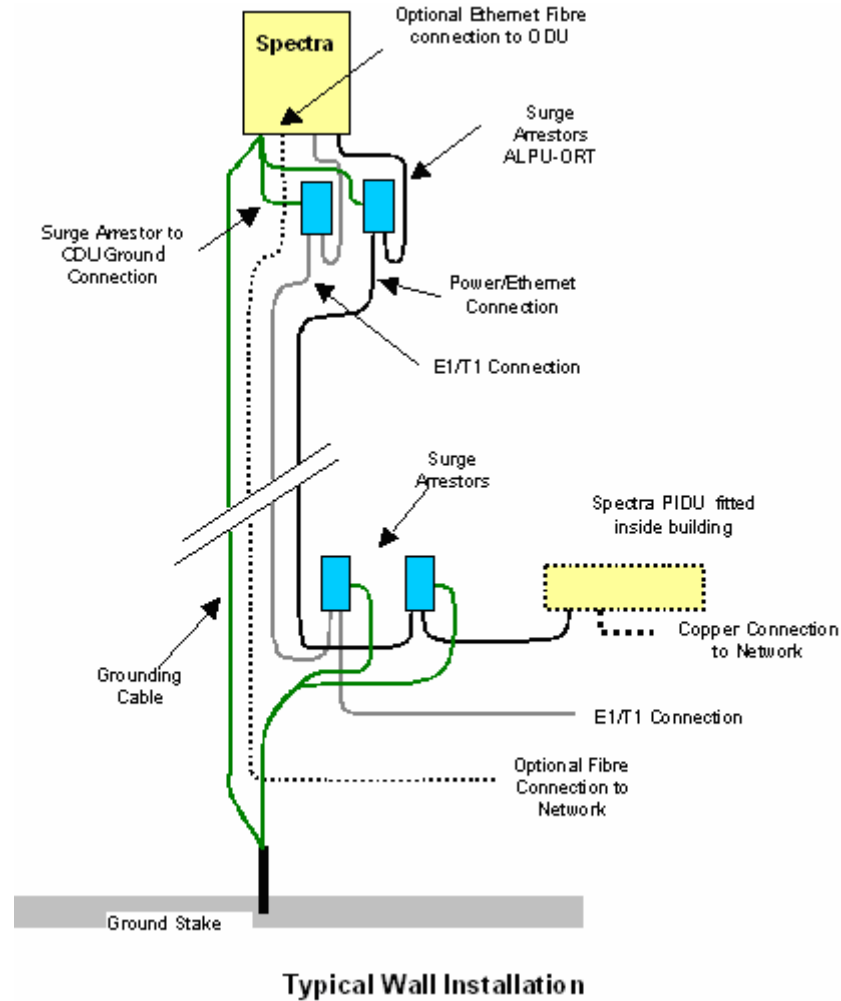 Optional Ethernet Fibre
connection to ODU
Spectra
Surge
Arrestors
ALPU-ORT
Surge Arrestor to
ODU Ground
Connection
Power/Ethernet
Connection
E1/T1 Connection
Surge
Arrestors
Spectra PIDU fitted
inside building
Copper Connection
to Network
Grounding
Cable
E1/T1 Connection
Optional Fibre
Connection to
Network
Ground Stake
Typical Wall Installation